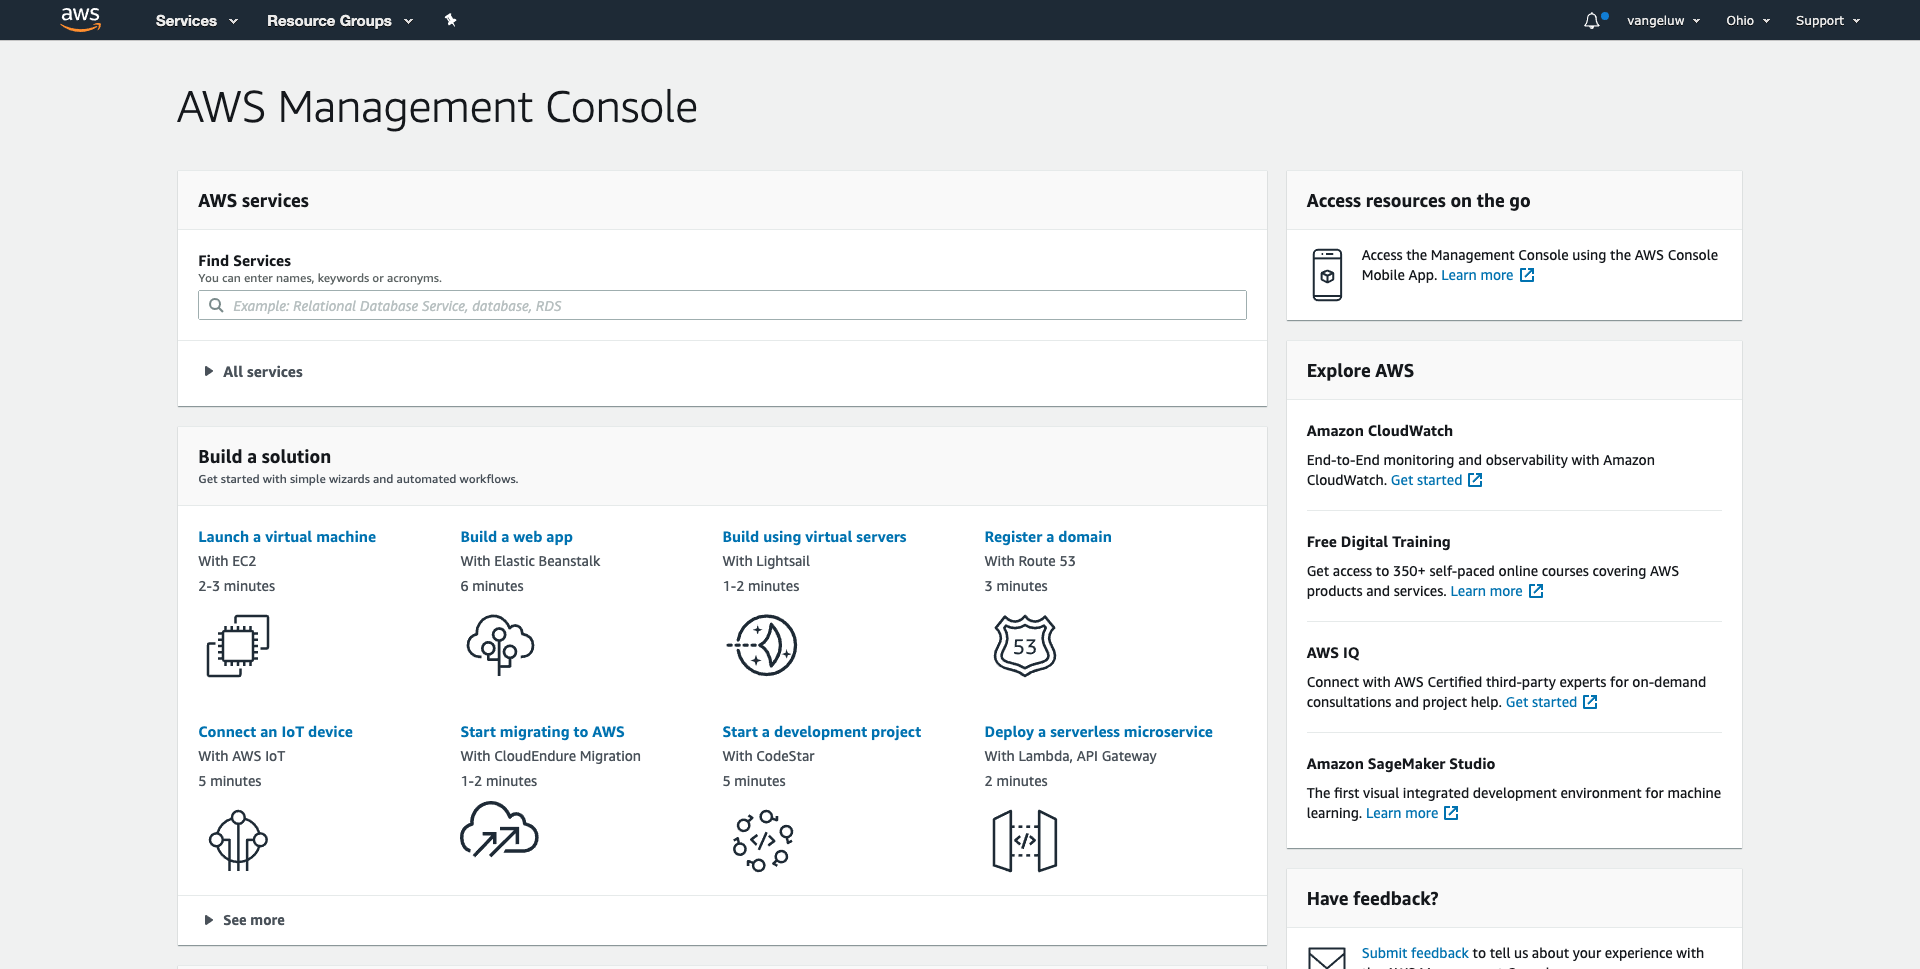 aws
Services
Resource Groups
vangeluw
Ohio
Support
AWS Management Console
AWS services
Find Services
You can enter names, keywords or acronyms.
Example: Relational Database Service, database, RDS
All services
Build a solution
Get started with simple wizards and automated workflows.
Launch a virtual machine
With EC2
2-3 minutes
Build a web app
With Elastic Beanstalk
6 minutes
Build using virtual servers
With Lightsail
1-2 minutes
Register a domain
With Route 53
3 minutes
53
Connect an IoT device
With AWS IoT
5 minutes
Start migrating to AWS
With CloudEndure Migration
1-2 minutes
Start a development project
With CodeStar
5 minutes
</>
Deploy a serverless microservice
With Lambda, API Gateway
2 minutes
</>
See more
Access resources on the go
Access the Management Console using the AWS Console
Mobile App. Learn more
Explore AWS
Amazon CloudWatch
End-to-End monitoring and observability with Amazon
CloudWatch. Get started
Free Digital Training
Get access to 350+ self-paced online courses covering AWS
products and services. Learn more
AWS IQ
Connect with AWS Certified third-party experts for on-demand
consultations and project help. Get started
Amazon SageMaker Studio
The first visual integrated development environment for machine
learning. Learn more
Have feedback?
Submit feedback to tell us about your experience with